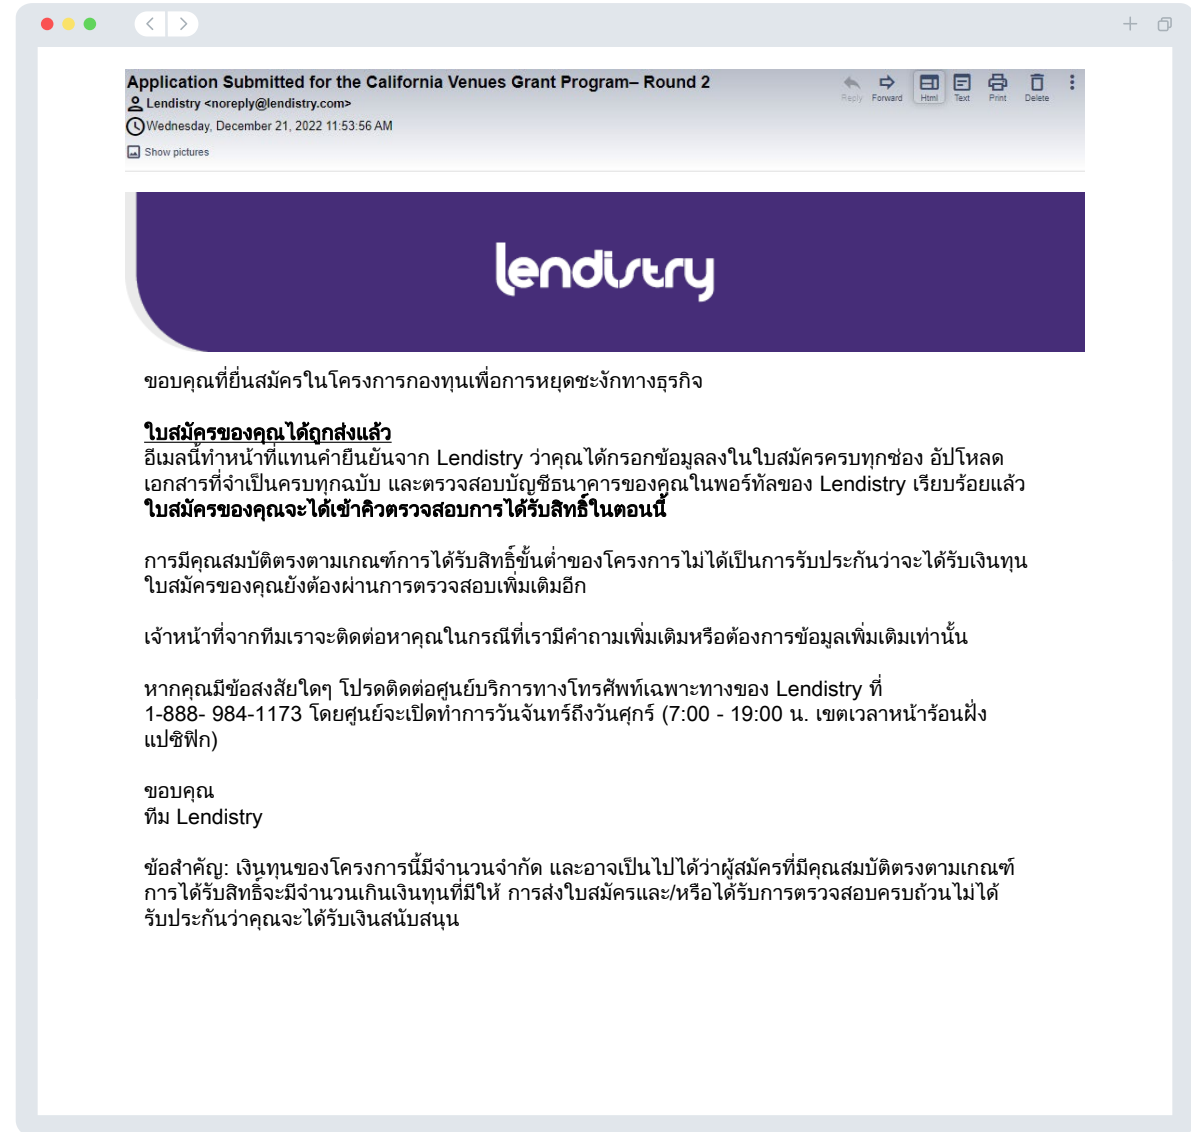 Application Submitted for the California Venues Grant Program– Round 2
Lendistry <noreply@lendistry.com>
Wednesday, December 21, 2022 11:53:56 AM
Show pictures
Reply Forward Html Text Print Delete
lendistry
ขอบคุณที่ยื่นสมัครในโครงการกองทุนเพื่อการหยุดชะงักทางธุรกิจ
ใบสมัครของคุณได้ถูกส่งแล้ว
อีเมลนี้ทำหน้าที่แทนคำยืนยันจาก Lendistry ว่าคุณได้กรอกข้อมูลลงในใบสมัครครบทุกช่อง อัปโหลด
เอกสารที่จำเป็นครบทุกฉบับ และตรวจสอบบัญชีธนาคารของคุณในพอร์ทัลของ Lendistry เรียบร้อยแล้ว
ใบสมัครของคุณจะได้เข้าคิวตรวจสอบการได้รับสิทธิ์ในตอนนี้
การมีคุณสมบัติตรงตามเกณฑ์การได้รับสิทธิ์ขั้นต่ำของโครงการไม่ได้เป็นการรับประกันว่าจะได้รับเงินทุน
ใบสมัครของคุณยังต้องผ่านการตรวจสอบเพิ่มเติมอีก
เจ้าหน้าที่จากทีมเราจะติดต่อหาคุณในกรณีที่เรามีคำถามเพิ่มเติมหรือต้องการข้อมูลเพิ่มเติมเท่านั้น
หากคุณมีข้อสงสัยใดๆ โปรดติดต่อศูนย์บริการทางโทรศัพท์เฉพาะทางของ Lendistry ที่
1-888- 984-1173 โดยศูนย์จะเปิดทำการวันจันทร์ถึงวันศุกร์ (7:00 - 19:00 น. เขตเวลาหน้าร้อนฝั่ง
แปซิฟิก)
ขอบคุณ
ทีม Lendistry
ข้อสำคัญ: เงินทุนของโครงการนี้มีจำนวนจำกัด และอาจเป็นไปได้ว่าผู้สมัครที่มีคุณสมบัติตรงตามเกณฑ์
การได้รับสิทธิ์จะมีจำนวนเกินเงินทุนที่มีให้ การส่งใบสมัครและ/หรือได้รับการตรวจสอบครบถ้วนไม่ได้
รับประกันว่าคุณจะได้รับเงินสนับสนุน